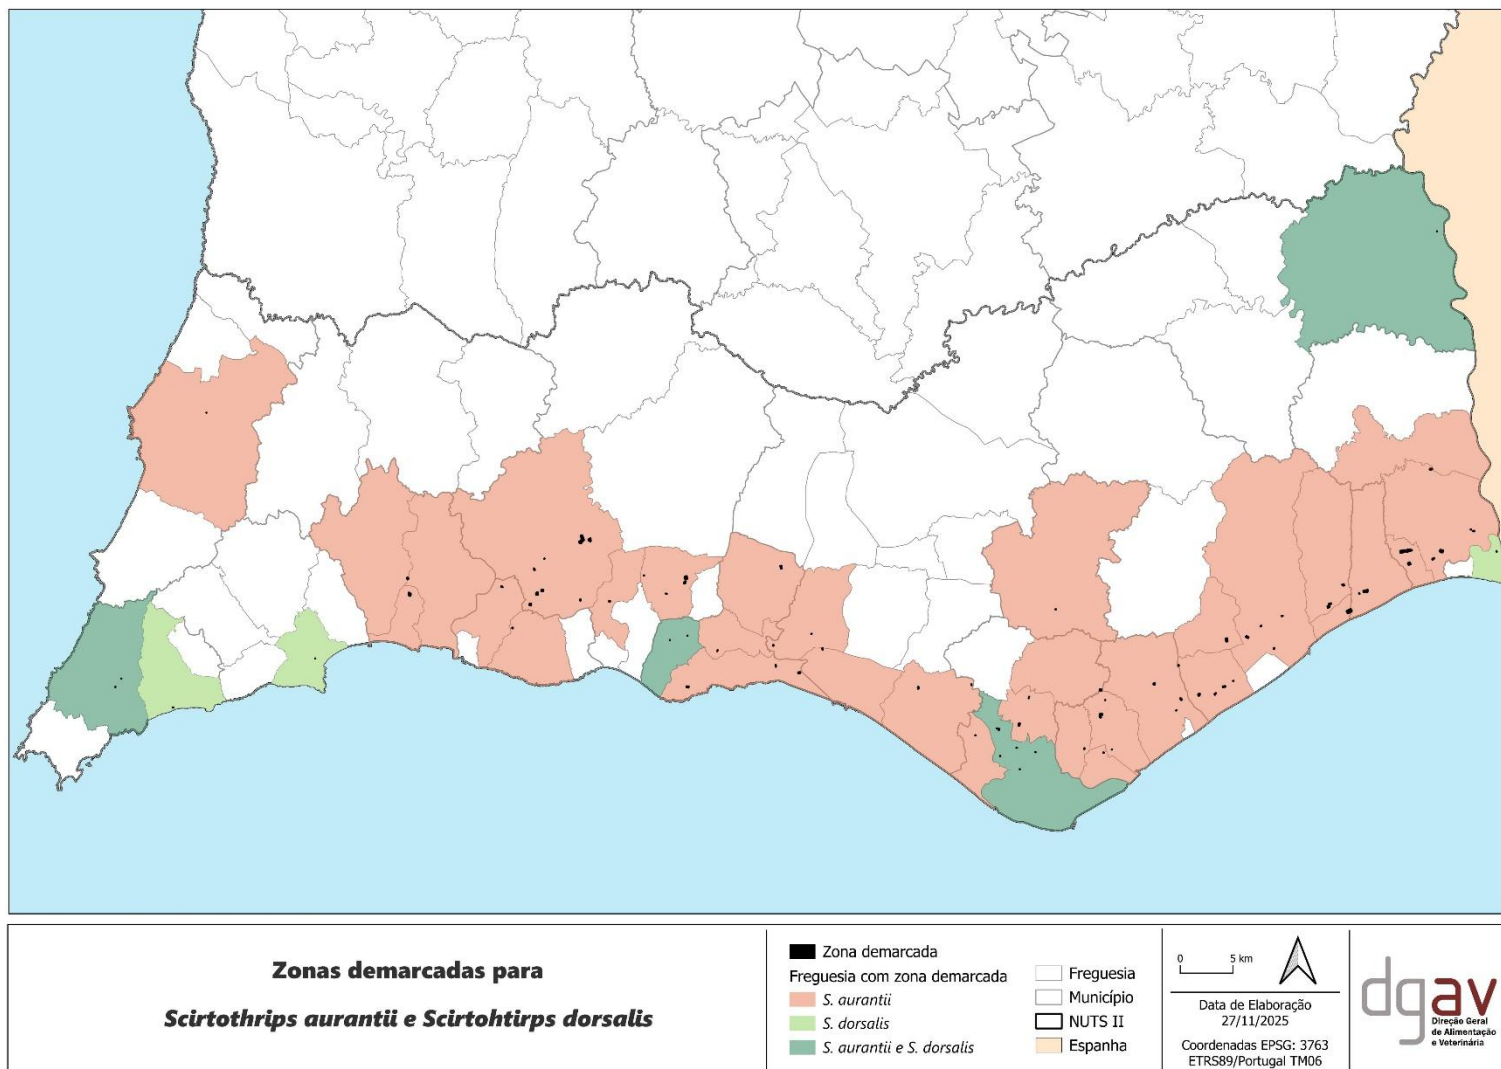 Zonas demarcadas para
Scirtothrips aurantii e Scirtohtirps dorsalis
Zona demarcada
Freguesia com zona demarcada
S. aurantii
S. dorsalis
S. aurantii e S. dorsalis
Freguesia
Município
NUTS II
Espanha
0 5 km
Data de Elaboração
27/11/2025
Coordenadas EPSG: 3763
ETRS89/Portugal TM06
dgav
Direção Geral
de Alimentação
e Veterinária